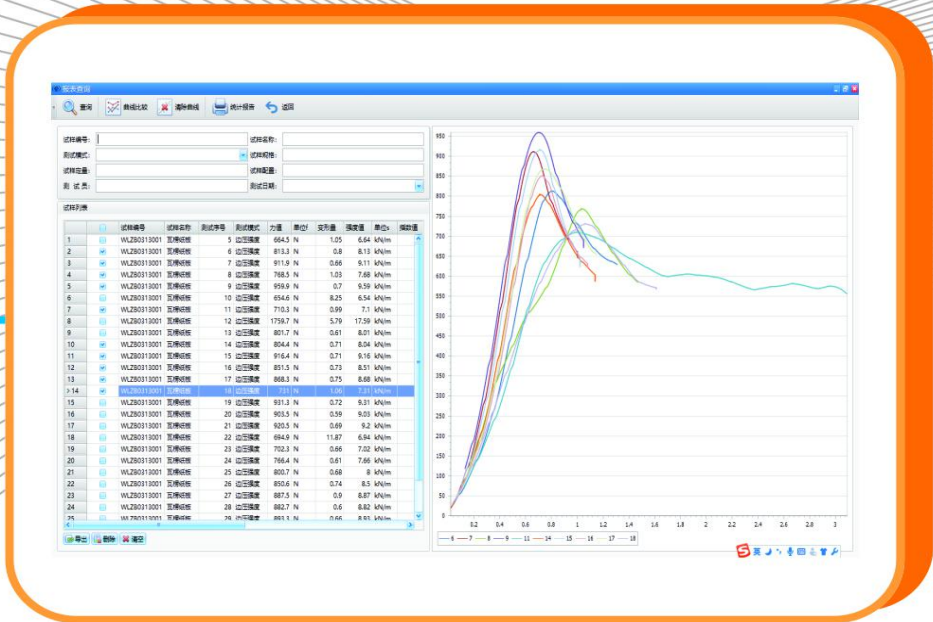 报表查询
查询 曲线比较 清除曲线 统计报告 返回
试样编号： 试样名称：
测试模式： 试样规格：
试样定量： 试样配量：
测 试 员： 测试日期：
试样列表
试样编号 试样名称 测试序号 测试模式 力值 单位f 变形量 强度值 单位s
1 WLZB0313001 瓦楞纸板 5 边压强度 664.5 N 1.05 6.64 kN/m
2 WLZB0313001 瓦楞纸板 6 边压强度 813.3 N 0.8 8.13 kN/m
3 WLZB0313001 瓦楞纸板 7 边压强度 911.9 N 0.66 9.11 kN/m
4 WLZB0313001 瓦楞纸板 8 边压强度 768.5 N 1.03 7.68 kN/m
5 WLZB0313001 瓦楞纸板 9 边压强度 959.9 N 0.7 9.59 kN/m
6 WLZB0313001 瓦楞纸板 10 边压强度 654.6 N 8.25 6.54 kN/m
7 WLZB0313001 瓦楞纸板 11 边压强度 710.3 N 0.99 7.1 kN/m
8 WLZB0313001 瓦楞纸板 12 边压强度 1759.7 N 5.79 17.59 kN/m
9 WLZB0313001 瓦楞纸板 13 边压强度 801.7 N 0.61 8.01 kN/m
10 WLZB0313001 瓦楞纸板 14 边压强度 804.4 N 0.71 8.04 kN/m
11 WLZB0313001 瓦楞纸板 15 边压强度 916.4 N 0.71 9.16 kN/m
12 WLZB0313001 瓦楞纸板 16 边压强度 851.5 N 0.73 8.51 kN/m
13 WLZB0313001 瓦楞纸板 17 边压强度 868.3 N 0.75 8.68 kN/m
14 WLZB0313001 瓦楞纸板 18 边压强度 731 N 1.06 7.31 kN/m
15 WLZB0313001 瓦楞纸板 19 边压强度 931.3 N 0.72 9.31 kN/m
16 WLZB0313001 瓦楞纸板 20 边压强度 903.5 N 0.59 9.03 kN/m
17 WLZB0313001 瓦楞纸板 21 边压强度 920.5 N 0.69 9.2 kN/m
18 WLZB0313001 瓦楞纸板 22 边压强度 694.9 N 11.87 6.94 kN/m
19 WLZB0313001 瓦楞纸板 23 边压强度 702.3 N 0.66 7.02 kN/m
20 WLZB0313001 瓦楞纸板 24 边压强度 766.4 N 0.61 7.66 kN/m
21 WLZB0313001 瓦楞纸板 25 边压强度 800.7 N 0.68 8 kN/m
22 WLZB0313001 瓦楞纸板 26 边压强度 850.6 N 0.74 8.5 kN/m
23 WLZB0313001 瓦楞纸板 27 边压强度 887.5 N 0.9 8.87 kN/m
24 WLZB0313001 瓦楞纸板 28 边压强度 882.7 N 0.6 8.82 kN/m
25 WLZB0313001 瓦楞纸板 29 边压强度 893.3 N 0.66 8.93 kN/m
导出 删除 清空
950
900
850
800
750
700
650
600
550
500
450
400
350
300
250
200
150
100
50
0
0.2 0.4 0.6 0.8 1 1.2 1.4 1.6 1.8 2 2.2 2.4 2.6 2.8 3
6 7 8 9 11 14 15 16 17 18
S 英